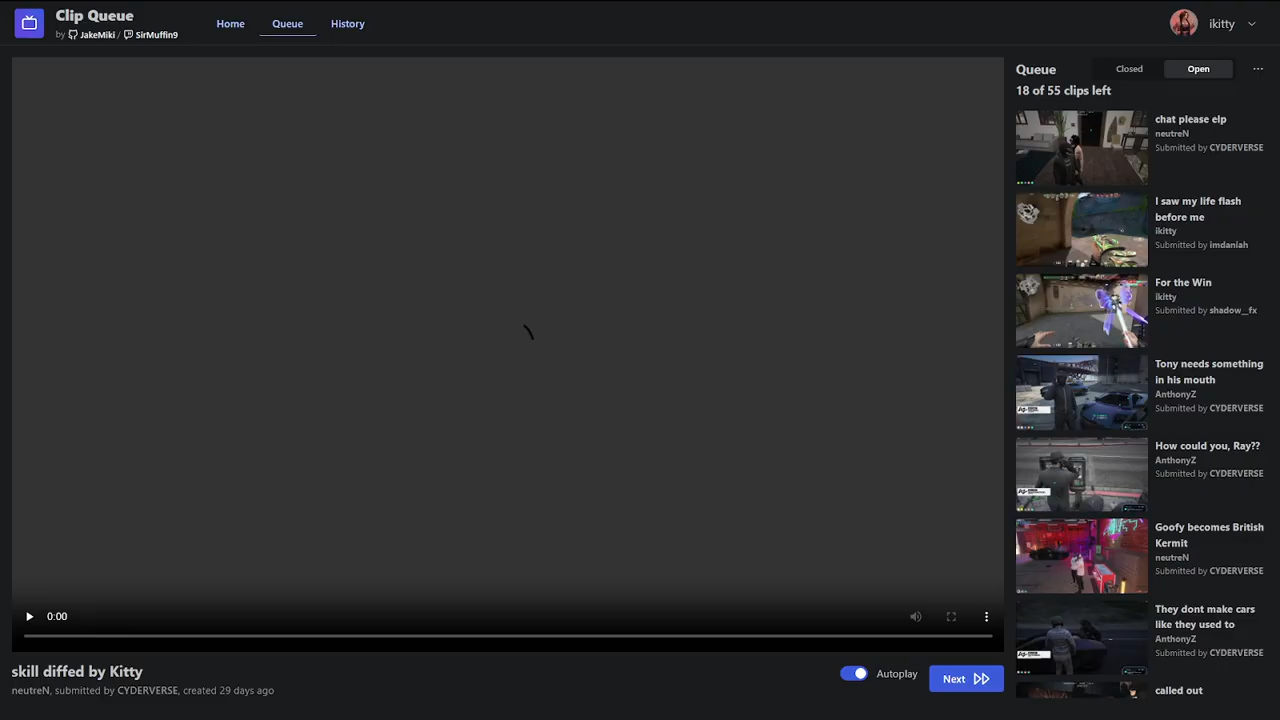 Clip Queue
by JakeMiki / SirMuffin9
Home
Queue
History
ikitty
Queue
Closed
Open
18 of 55 clips left
chat please elp
neutreN
Submitted by CYDERVERSE
I saw my life flash
before me
ikitty
Submitted by imdaniah
For the Win
ikitty
Submitted by shadow__fx
Tony needs something
in his mouth
AnthonyZ
Submitted by CYDERVERSE
How could you, Ray??
AnthonyZ
Submitted by CYDERVERSE
Goofy becomes British
Kermit
neutreN
Submitted by CYDERVERSE
They dont make cars
like they used to
AnthonyZ
Submitted by CYDERVERSE
called out
0:00
skill diffed by Kitty
neutreN, submitted by CYDERVERSE, created 29 days ago
Autoplay
Next